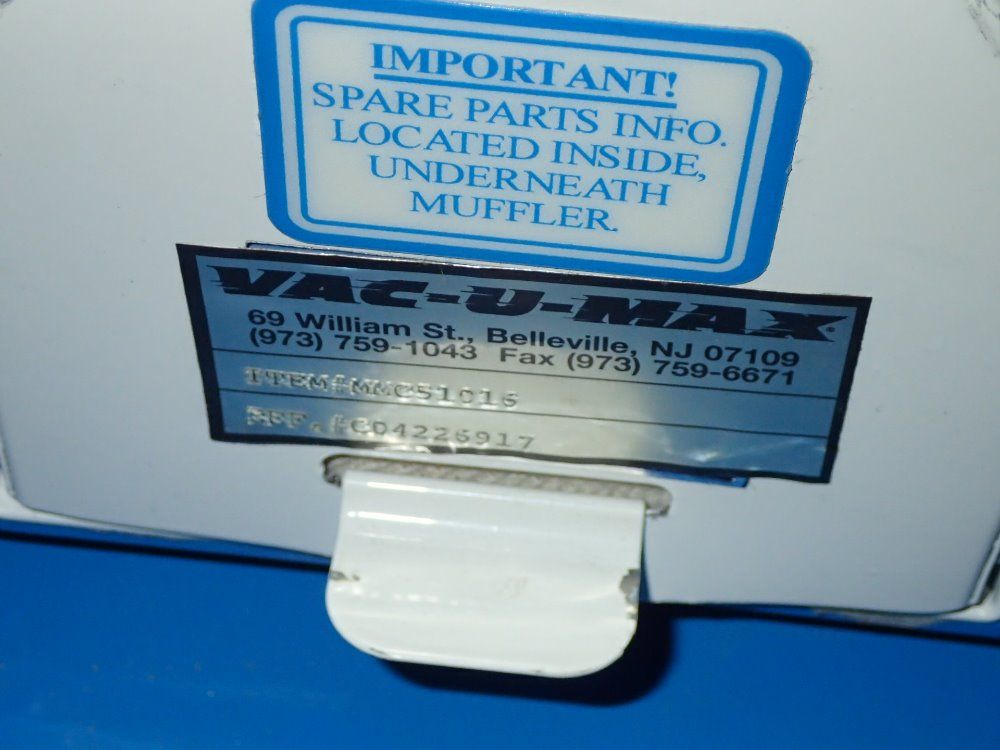 IMPORTANT!
SPARE PARTS INFO.
LOCATED INSIDE,
UNDERNEATH
MUFFLER.
VAC-U-MAX
69 William St., Belleville, NJ 07109
(973) 759-1043 Fax (973) 759-6671
ITEM#MMC51016
REF.#C04226917